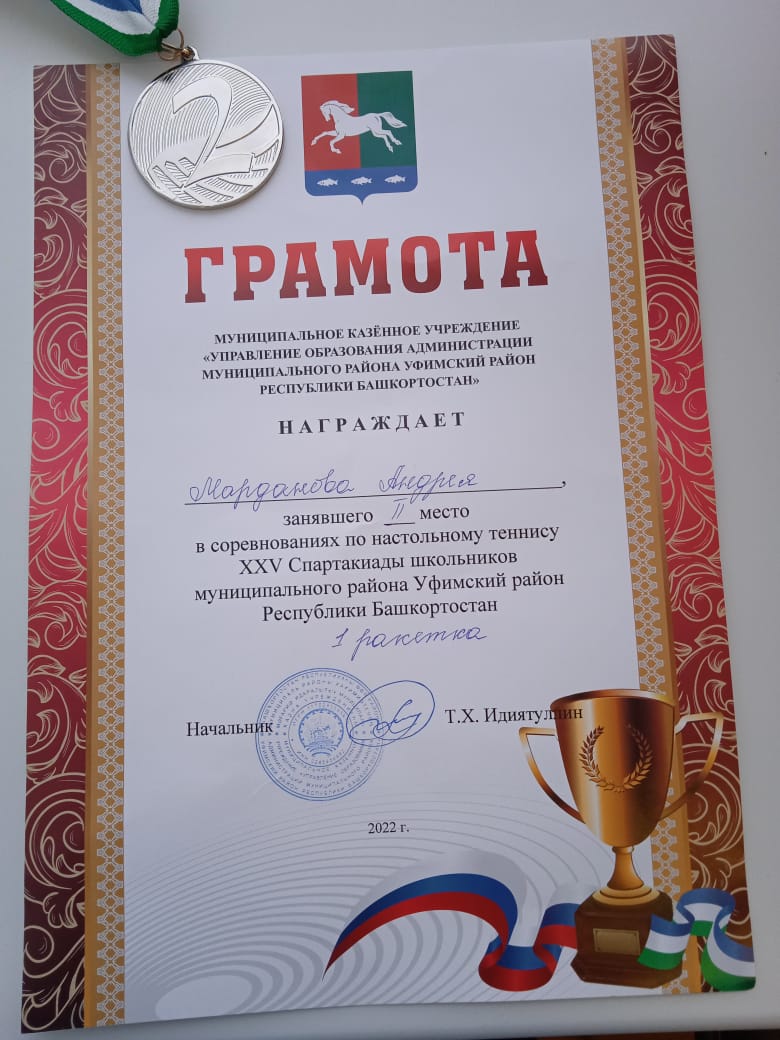 2
ГРАМОТА
МУНИЦИПАЛЬНОЕ КАЗЁННОЕ УЧРЕЖДЕНИЕ
«УПРАВЛЕНИЕ ОБРАЗОВАНИЯ АДМИНИСТРАЦИИ
МУНИЦИПАЛЬНОГО РАЙОНА УФИМСКИЙ РАЙОН
РЕСПУБЛИКИ БАШКОРТОСТАН»
НАГРАЖДАЕТ
Марданова Андрея,
занявшего II место
в соревнованиях по настольному теннису
XXV Спартакиады школьников
муниципального района Уфимский район
Республики Башкортостан
1 ракетка
Начальник Т.Х. Идиятуллин
2022 г.